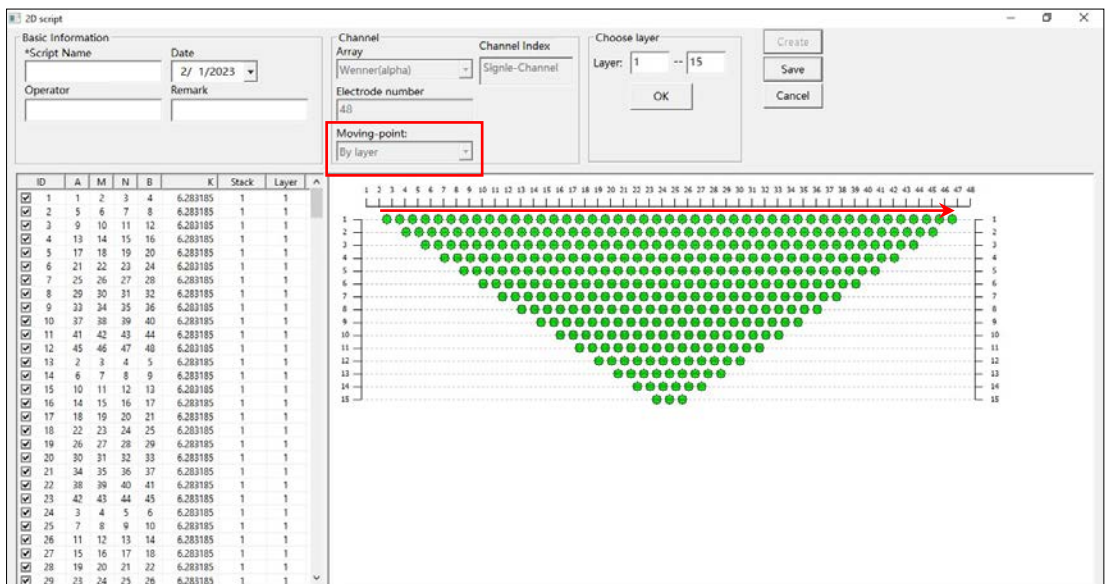 2D script
Basic Information
*Script Name
Date
2/ 1/2023
Operator
Remark
Channel
Array
Channel Index
Wenner(alpha)
Signle-Channel
Electrode number
48
Moving-point:
By layer
Choose layer
Layer: 1 -- 15
OK
Create
Save
Cancel
ID A M N B K Stack Layer
1 1 2 3 4 6.283185 1 1
2 5 6 7 8 6.283185 1 1
3 9 10 11 12 6.283185 1 1
4 13 14 15 16 6.283185 1 1
5 17 18 19 20 6.283185 1 1
6 21 22 23 24 6.283185 1 1
7 25 26 27 28 6.283185 1 1
8 29 30 31 32 6.283185 1 1
9 33 34 35 36 6.283185 1 1
10 37 38 39 40 6.283185 1 1
11 41 42 43 44 6.283185 1 1
12 45 46 47 48 6.283185 1 1
13 2 3 4 5 6.283185 1 1
14 6 7 8 9 6.283185 1 1
15 10 11 12 13 6.283185 1 1
16 14 15 16 17 6.283185 1 1
17 18 19 20 21 6.283185 1 1
18 22 23 24 25 6.283185 1 1
19 26 27 28 29 6.283185 1 1
20 30 31 32 33 6.283185 1 1
21 34 35 36 37 6.283185 1 1
22 38 39 40 41 6.283185 1 1
23 42 43 44 45 6.283185 1 1
24 3 4 5 6 6.283185 1 1
25 7 8 9 10 6.283185 1 1
26 11 12 13 14 6.283185 1 1
27 15 16 17 18 6.283185 1 1
28 19 20 21 22 6.283185 1 1
29 23 24 25 26 6.283185 1 1
1 2 3 4 5 6 7 8 9 10 11 12 13 14 15 16 17 18 19 20 21 22 23 24 25 26 27 28 29 30 31 32 33 34 35 36 37 38 39 40 41 42 43 44 45 46 47 48
1 1
2 2
3 3
4 4
5 5
6 6
7 7
8 8
9 9
10 10
11 11
12 12
13 13
14 14
15 15